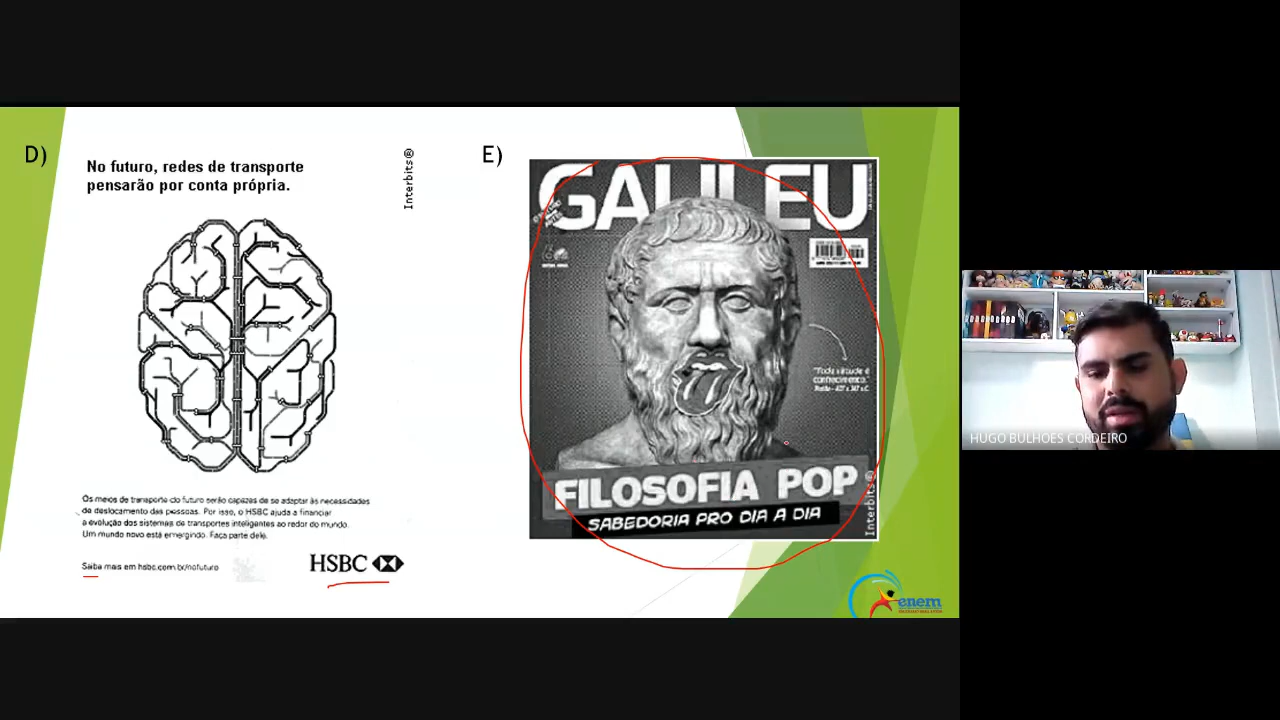 D)
No futuro, redes de transporte
pensarão por conta própria.
Interbits®
Os meios de transporte do futuro serão capazes de se adaptar às necessidades
de deslocamento das pessoas. Por isso, o HSBC ajuda a financiar
a evolução dos sistemas de transportes inteligentes ao redor do mundo.
Um mundo novo está emergindo. Faça parte dele.
Saiba mais em hsbc.com.br/nofuturo
HSBC
E)
GALILEU
"Toda virtude é
conhecimento."
FILOSOFIA POP
SABEDORIA PRO DIA A DIA
Interbits®
enem
HUGO BULHOES CORDEIRO